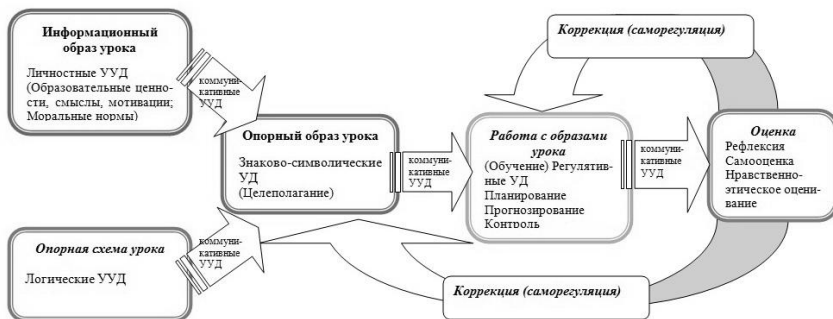 Информационный
образ урока
Личностные УУД
(Образовательные ценно-
сти, смыслы, мотивации;
Моральные нормы)
коммуни-
кативные
УУД
Опорная схема урока
Логические УУД
коммуни-
кативные
УУД
Опорный образ урока
Знаково-символические
УД
(Целеполагание)
коммуни-
кативные
УУД
Коррекция (саморегуляция)
Работа с образами
урока
(Обучение) Регулятив-
ные УД
Планирование
Прогнозирование
Контроль
коммуни-
кативные
УУД
Оценка
Рефлексия
Самооценка
Нравственно-
этическое оцени-
вание
Коррекция (саморегуляция)